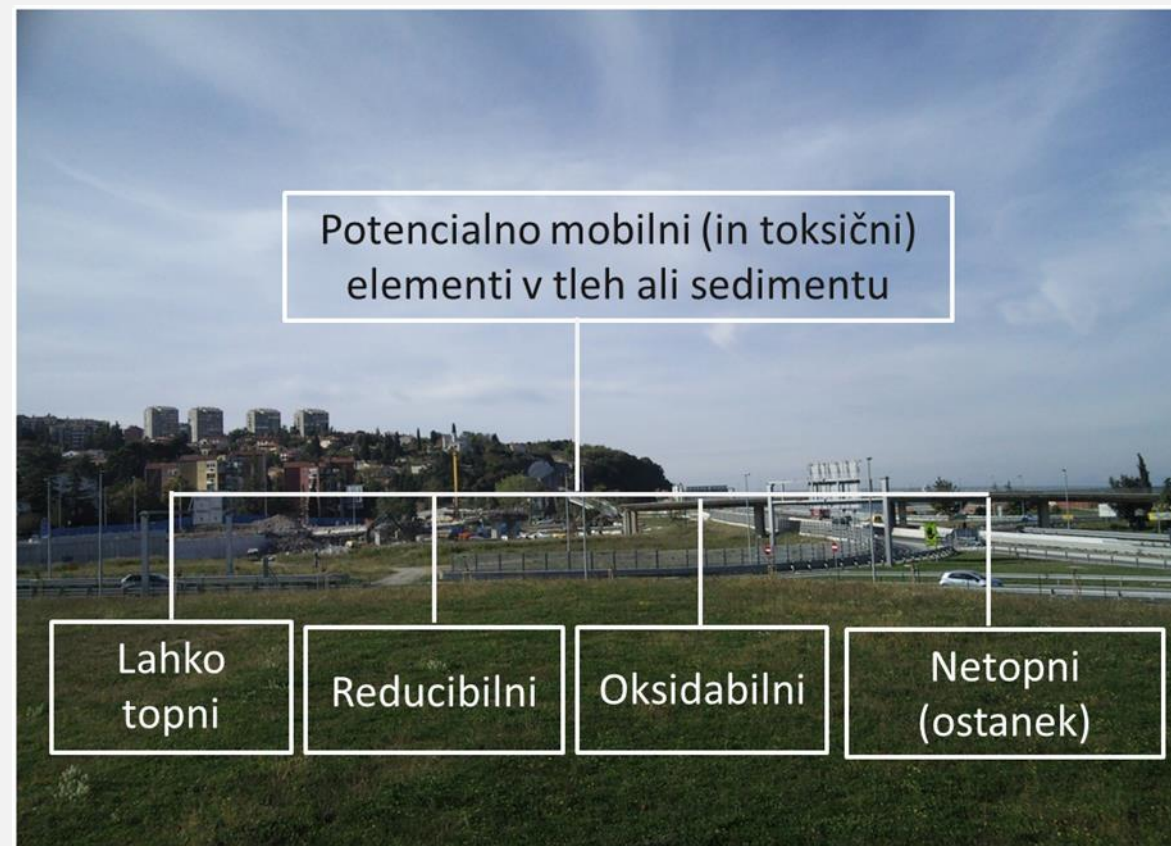 Potencialno mobilni (in toksični)
elementi v tleh ali sedimentu
Lahko
topni
Reducibilni
Oksidabilni
Netopni
(ostanek)